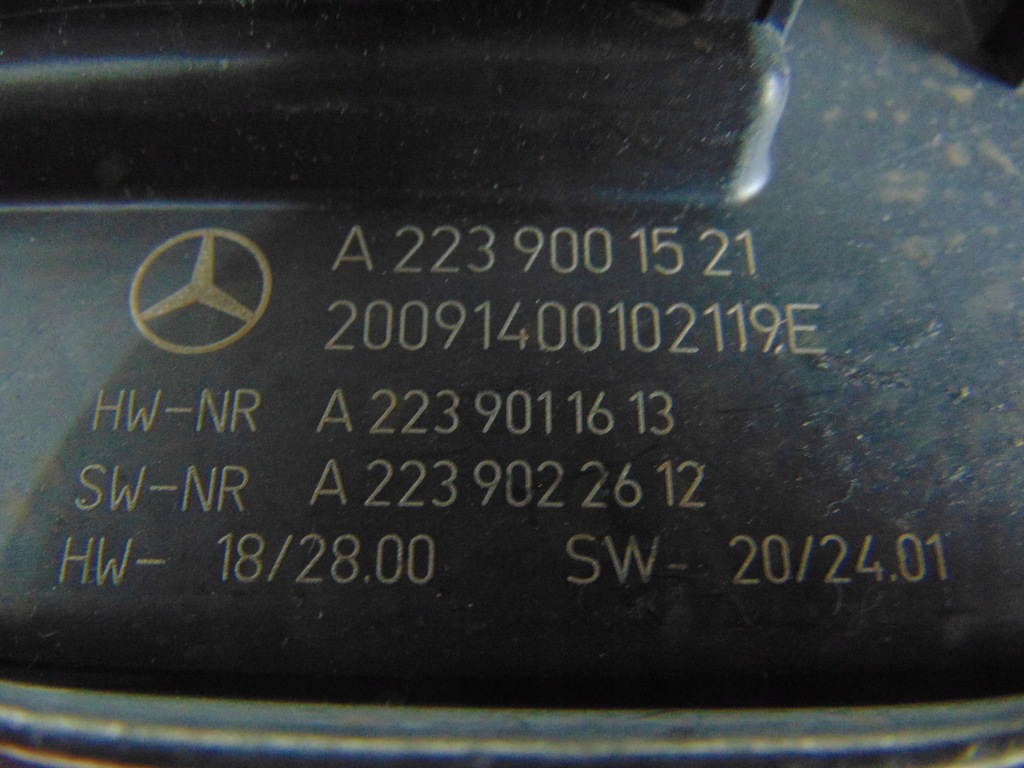 A 223 900 15 21
20091400102119E
HW-NR A 223 901 16 13
SW-NR A 223 902 26 12
HW- 18/28.00 SW- 20/24.01